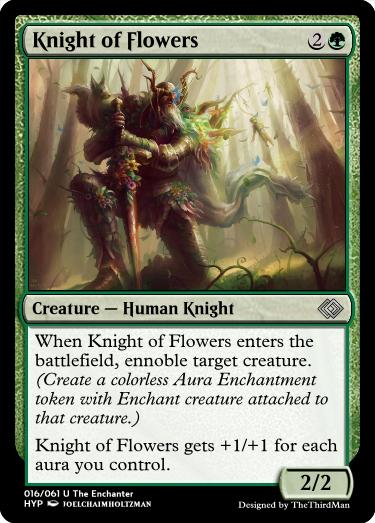 Knight of Flowers 2
Creature — Human Knight
When Knight of Flowers enters the
battlefield, ennoble target creature.
(Create a colorless Aura Enchantment
token with Enchant creature attached to
that creature.)
Knight of Flowers gets +1/+1 for each
aura you control.
2/2
016/061 U The Enchanter
HYP JOELCHAIMHOLTZMAN
Designed by TheThirdMan